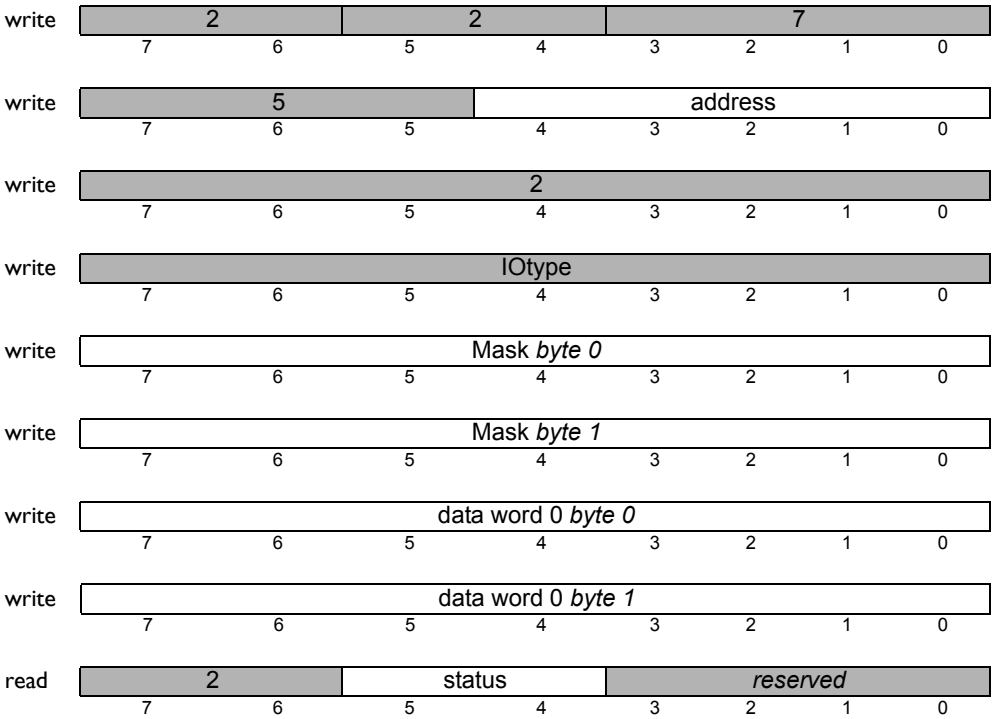 write 2 2 7
7 6 5 4 3 2 1 0
write 5 address
7 6 5 4 3 2 1 0
write 2
7 6 5 4 3 2 1 0
write IOtype
7 6 5 4 3 2 1 0
write Mask byte 0
7 6 5 4 3 2 1 0
write Mask byte 1
7 6 5 4 3 2 1 0
write data word 0 byte 0
7 6 5 4 3 2 1 0
write data word 0 byte 1
7 6 5 4 3 2 1 0
read 2 status reserved
7 6 5 4 3 2 1 0